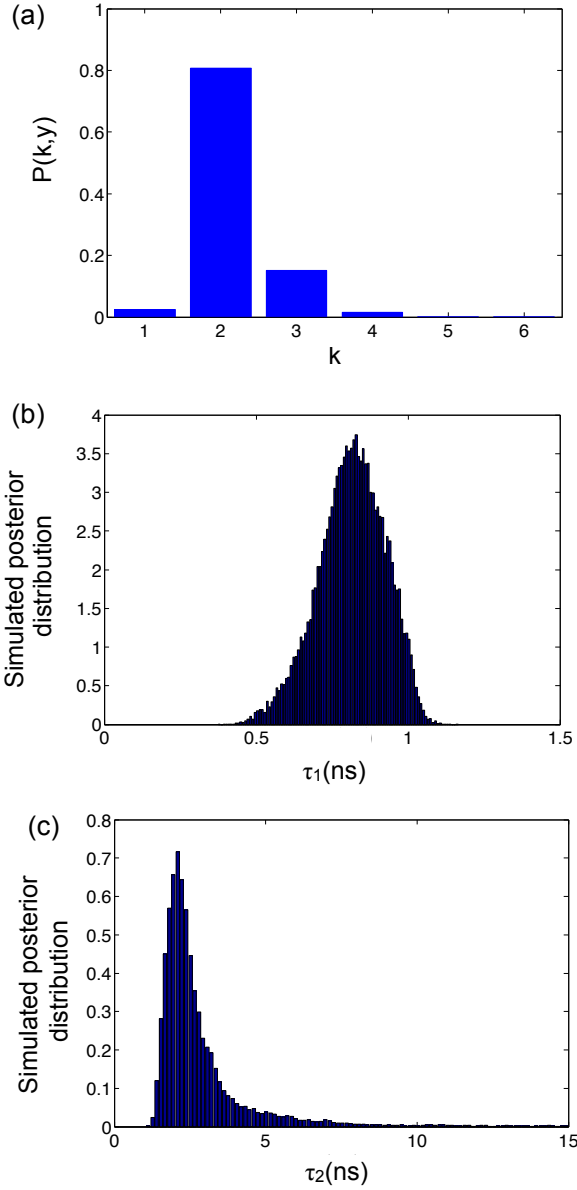 (a)
1
0.8
0.6
0.4
0.2
0
P(k,y)
1 2 3 4 5 6
k
(b)
4
3.5
3
2.5
2
1.5
1
0.5
0
Simulated posterior
distribution
0 0.5 1 1.5
τ1(ns)
(c)
0.8
0.7
0.6
0.5
0.4
0.3
0.2
0.1
0
Simulated posterior
distribution
0 5 10 15
τ2(ns)